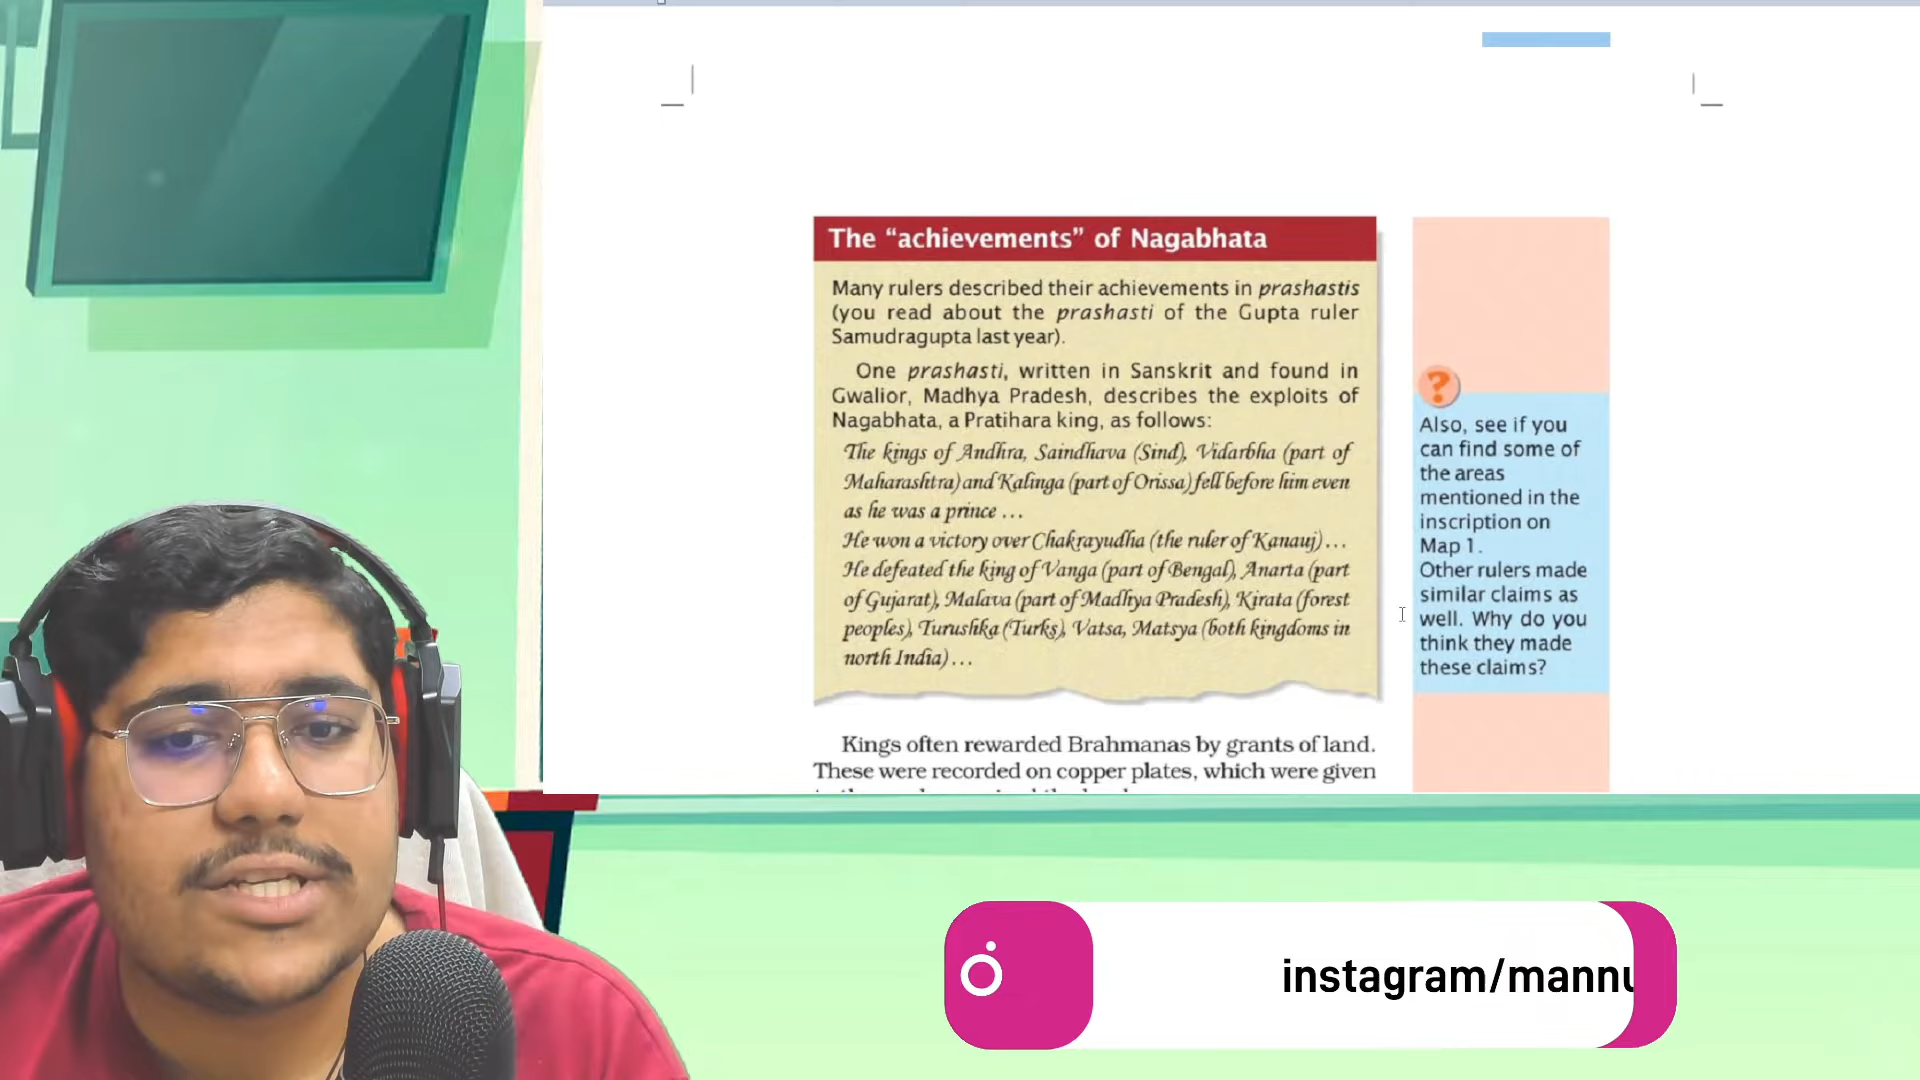 The “achievements” of Nagabhata
Many rulers described their achievements in prashastis
(you read about the prashasti of the Gupta ruler
Samudragupta last year).
One prashasti, written in Sanskrit and found in
Gwalior, Madhya Pradesh, describes the exploits of
Nagabhata, a Pratihara king, as follows:
The kings of Andhra, Saindhava (Sind), Vidarbha (part of
Maharashtra) and Kalinga (part of Orissa) fell before him even
as he was a prince …
He won a victory over Chakrayudha (the ruler of Kanauj) …
He defeated the king of Vanga (part of Bengal), Anarta (part
of Gujarat), Malava (part of Madhya Pradesh), Kirata (forest
peoples), Turushka (Turks), Vatsa, Matsya (both kingdoms in
north India) …
Kings often rewarded Brahmanas by grants of land.
These were recorded on copper plates, which were given
?
Also, see if you
can find some of
the areas
mentioned in the
inscription on
Map 1.
Other rulers made
similar claims as
well. Why do you
think they made
these claims?
instagram/mannu